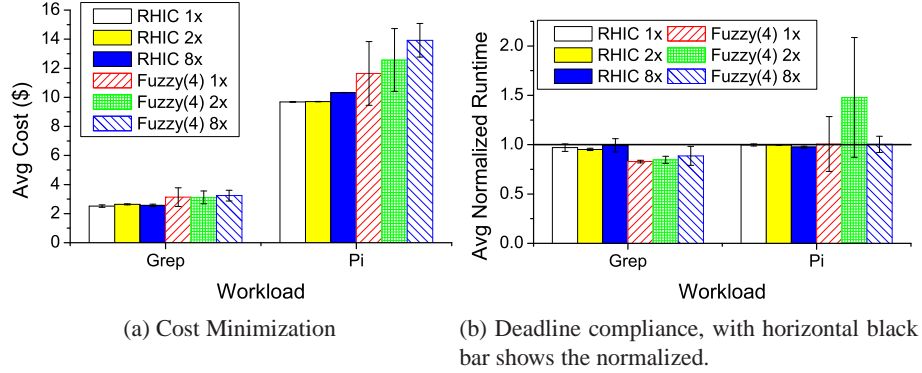 RHIC 1x
RHIC 2x
RHIC 8x
Fuzzy(4) 1x
Fuzzy(4) 2x
Fuzzy(4) 8x
16
14
12
10
8
6
4
2
0
Avg Cost ($)
Grep
Pi
Workload
(a) Cost Minimization
RHIC 1x
RHIC 2x
RHIC 8x
Fuzzy(4) 1x
Fuzzy(4) 2x
Fuzzy(4) 8x
2.0
1.5
1.0
0.5
0.0
Avg Normalized Runtime
Grep
Pi
Workload
(b) Deadline compliance, with horizontal black
bar shows the normalized.